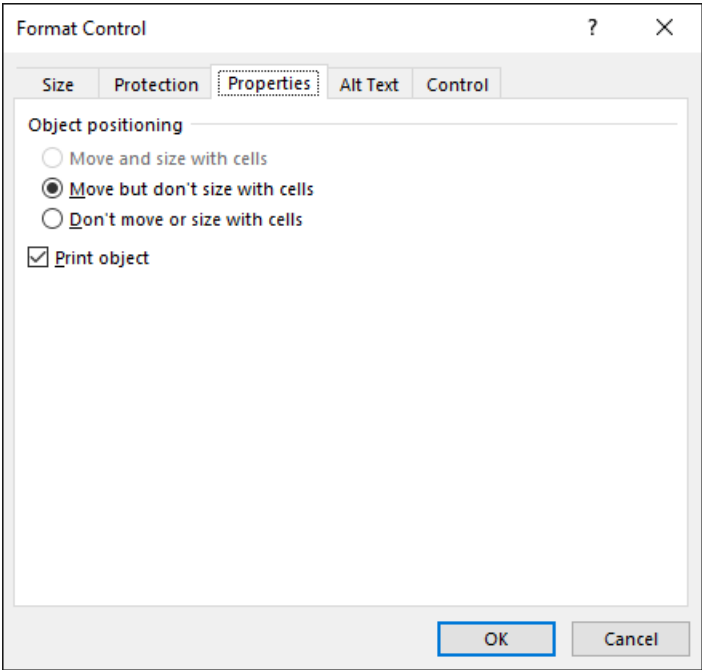 Format Control ?
Size Protection Properties Alt Text Control
Object positioning
Move and size with cells
Move but don't size with cells
Don't move or size with cells
Print object
OK Cancel